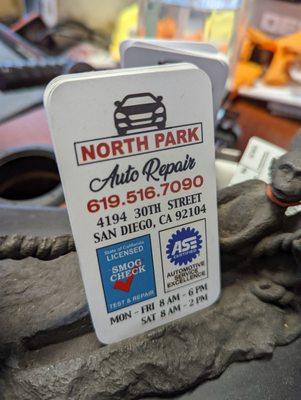 NORTH PARK
Auto Repair
619.516.7090
4194 30TH STREET
SAN DIEGO, CA 92104
State of California
LICENSED
SMOG
CHECK
TEST & REPAIR
ASE
CERTIFIED
AUTOMOTIVE
SERVICE
EXCELLENCE
MON - FRI 8 AM - 6 PM
SAT 8 AM - 2 PM